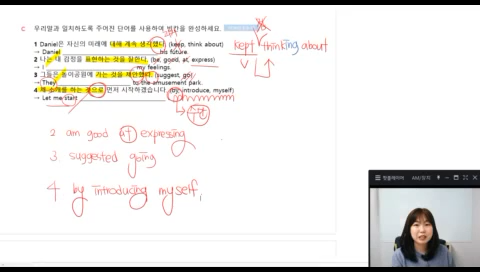 C 우리말과 일치하도록 주어진 단어를 사용하여 빈칸을 완성하세요.
1 Daniel은 자신의 미래에 대해 계속 생각했다. (keep, think about)
→ Daniel his future.
kept thinking about
2 나는 내 감정을 표현하는 것을 잘한다. (be, good, at, express)
→ I my feelings.
3 그들은 놀이공원에 가는 것을 제안했다. (suggest, go)
→ They to the amusement park.
4 제 소개를 하는 것으로 먼저 시작하겠습니다. (by, introduce, myself)
→ Let me start
2 am good at expressing
3 suggested going
4 by introducing myself.